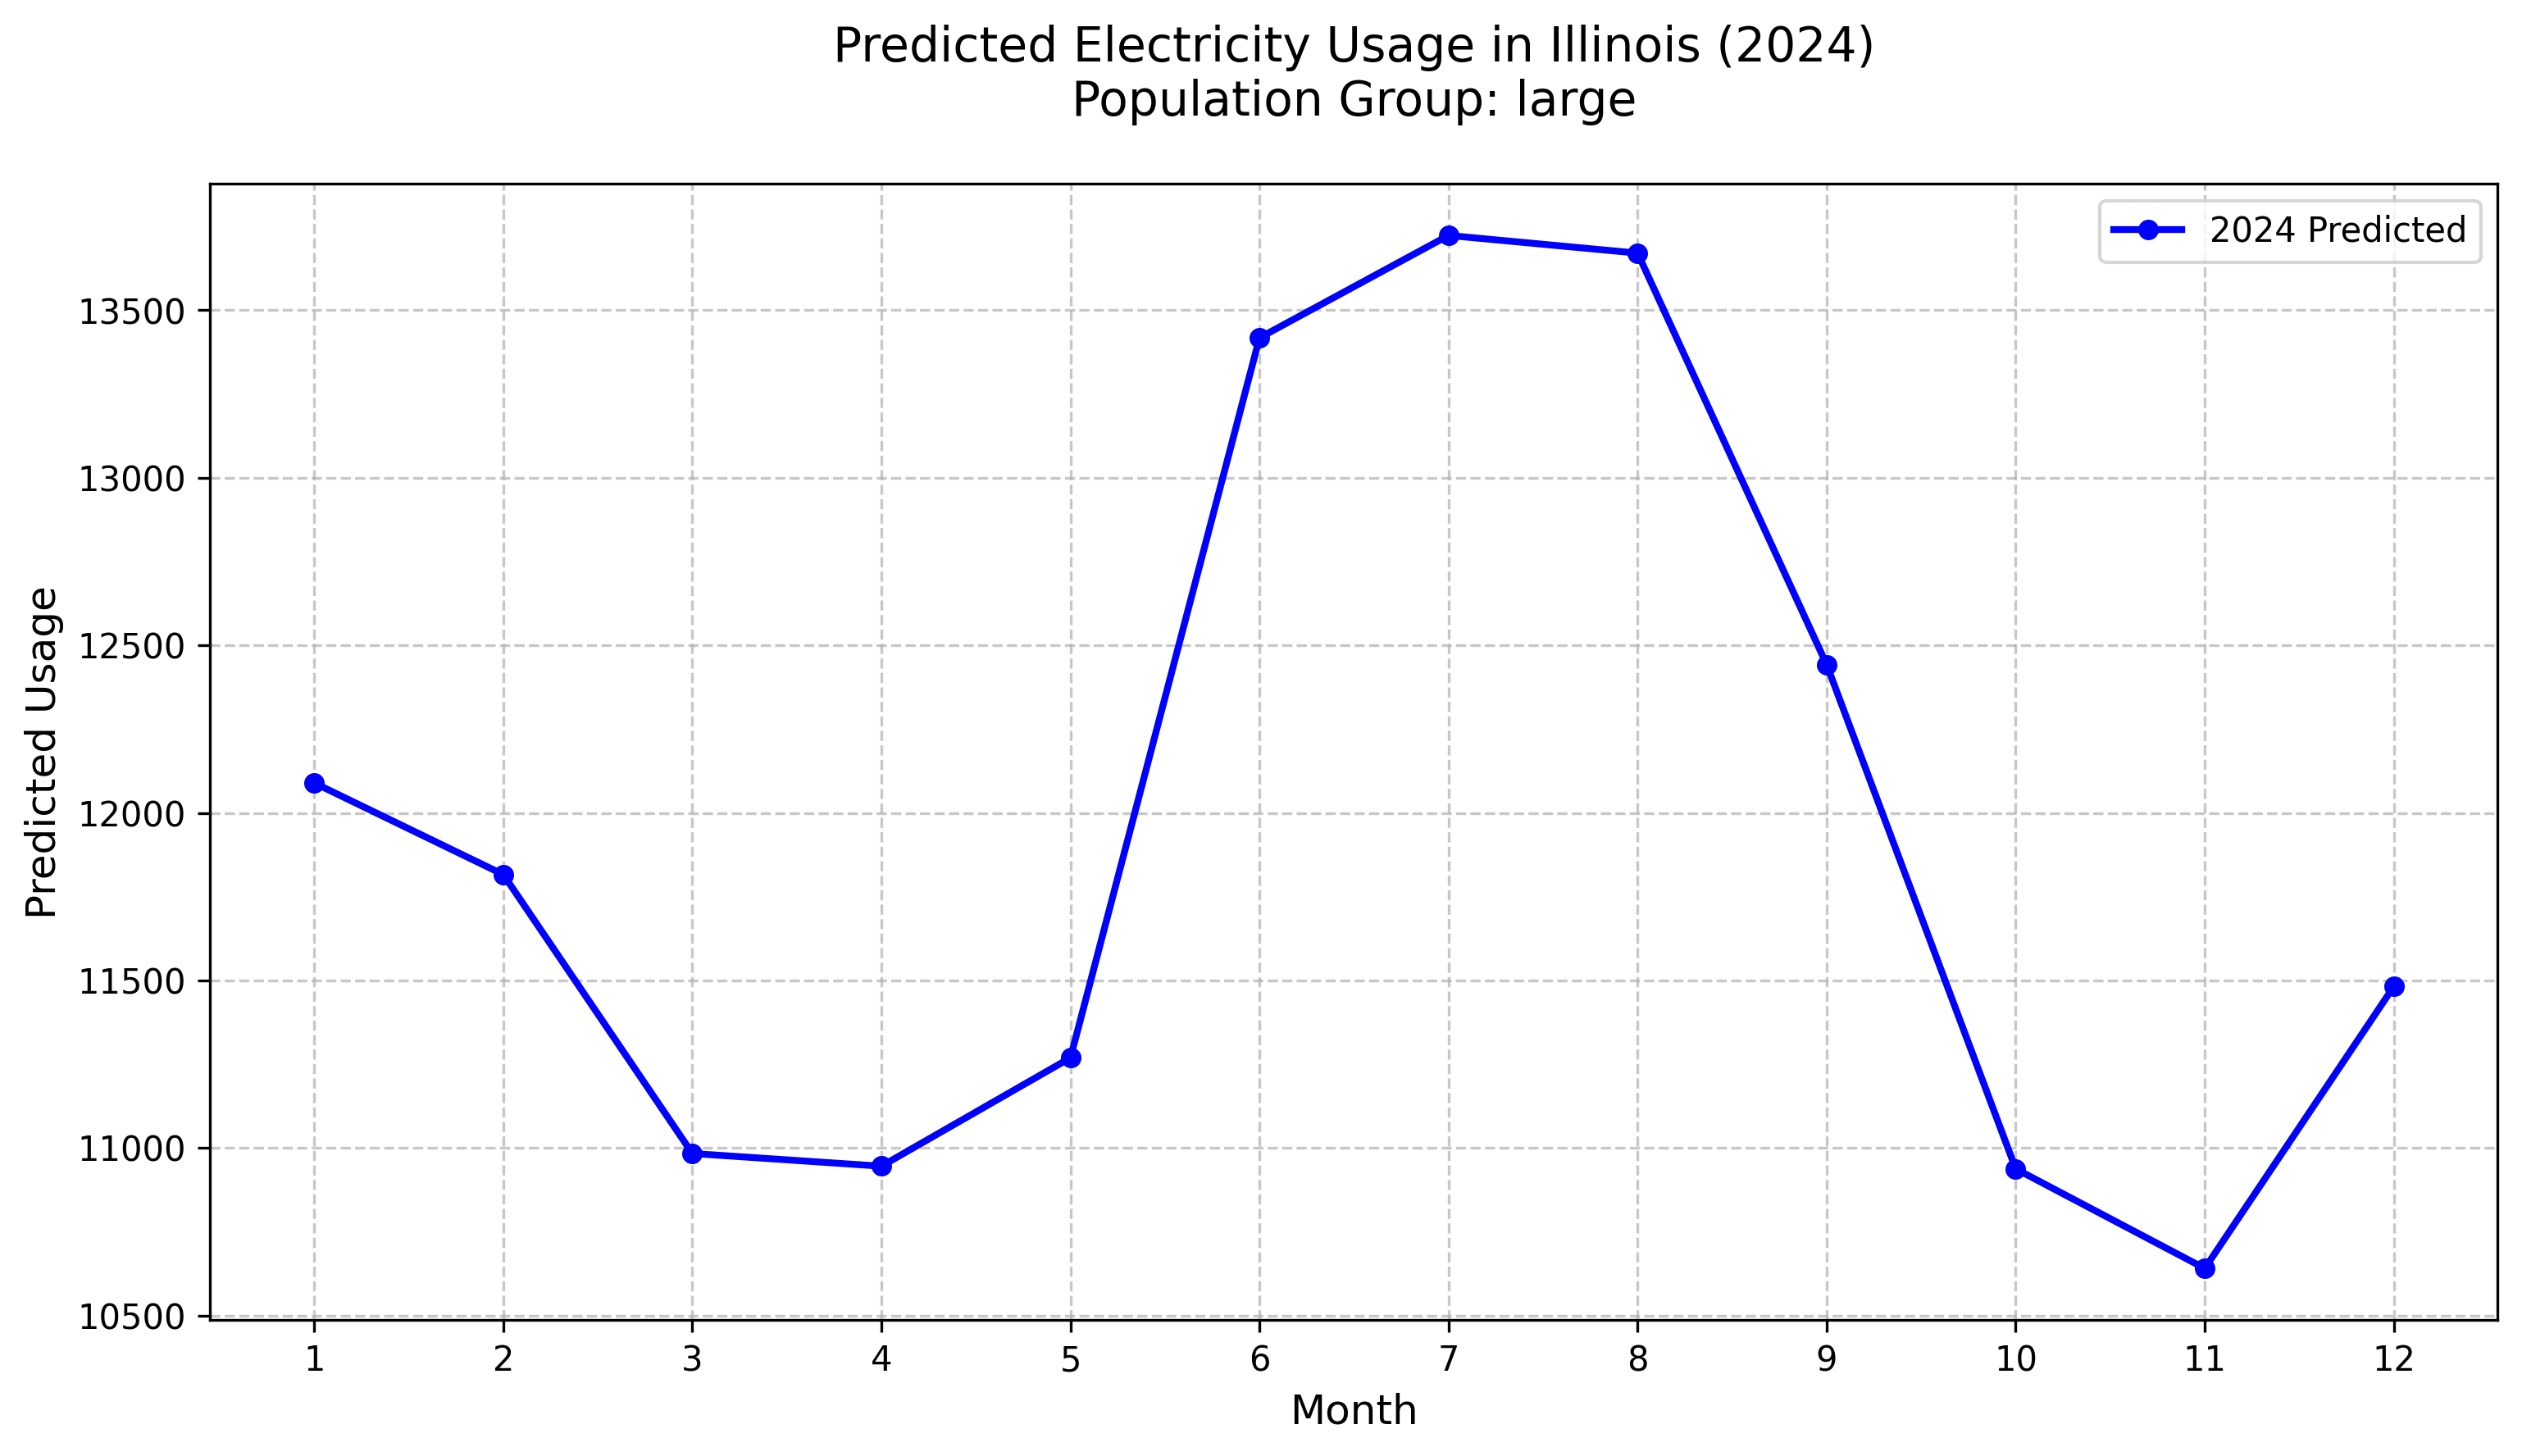 Predicted Electricity Usage in Illinois (2024)
Population Group: large
2024 Predicted
13500
13000
12500
12000
11500
11000
10500
Predicted Usage
1 2 3 4 5 6 7 8 9 10 11 12
Month